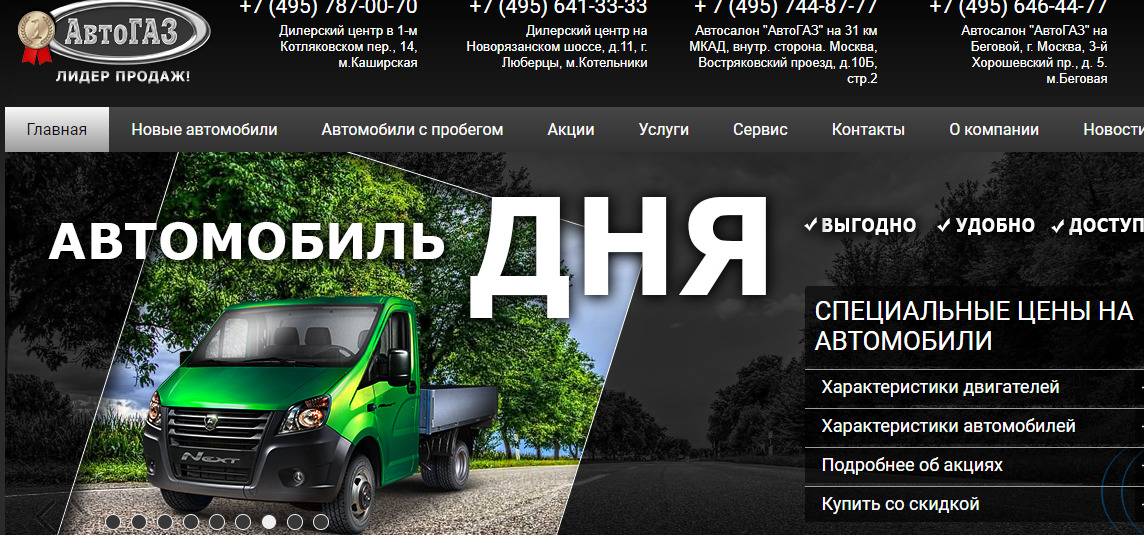 АвтоГАЗ
ЛИДЕР ПРОДАЖ!
+7 (495) 787-00-70
Дилерский центр в 1-м
Котляковском пер., 14,
м.Каширская
+7 (495) 641-33-33
Дилерский центр на
Новорязанском шоссе, д.11, г.
Люберцы, м.Котельники
+ 7 (495) 744-87-77
Автосалон "АвтоГАЗ" на 31 км
МКАД, внутр. сторона. Москва,
Востряковский проезд, д.10Б,
стр.2
+7 (495) 646-44-77
Автосалон "АвтоГАЗ" на
Беговой, г. Москва, 3-й
Хорошевский пр., д. 5.
м.Беговая
Главная Новые автомобили Автомобили с пробегом Акции Услуги Сервис Контакты О компании Новости
АВТОМОБИЛЬ ДНЯ
ВЫГОДНО УДОБНО ДОСТУП
СПЕЦИАЛЬНЫЕ ЦЕНЫ НА
АВТОМОБИЛИ
Характеристики двигателей
Характеристики автомобилей
Подробнее об акциях
Купить со скидкой
NEXT